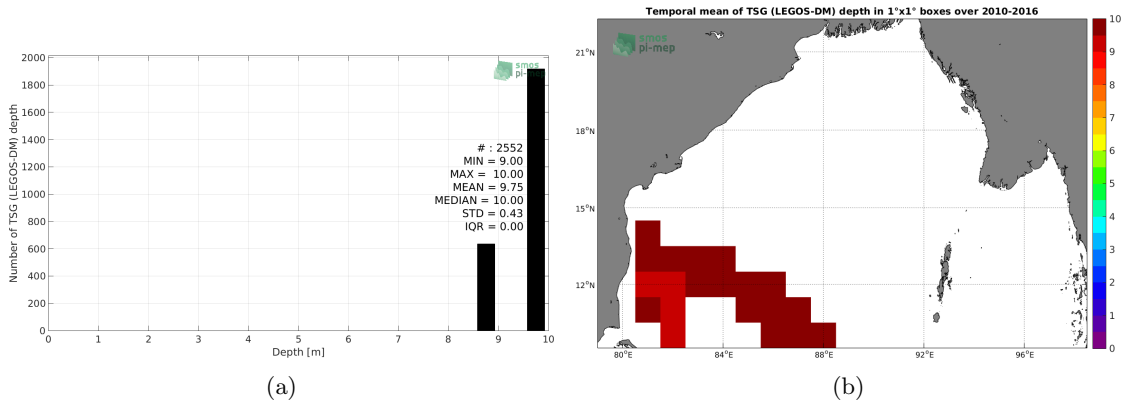 2000
1800
1600
1400
1200
1000
800
600
400
200
0
Number of TSG (LEGOS-DM) depth
smos
pi-mep
# : 2552
MIN = 9.00
MAX = 10.00
MEAN = 9.75
MEDIAN = 10.00
STD = 0.43
IQR = 0.00
0 1 2 3 4 5 6 7 8 9 10
Depth [m]
(a)
Temporal mean of TSG (LEGOS-DM) depth in 1°x1° boxes over 2010-2016
smos
pi-mep
21°N
18°N
15°N
12°N
80°E 84°E 88°E 92°E 96°E
10
9
8
7
6
5
4
3
2
1
0
(b)